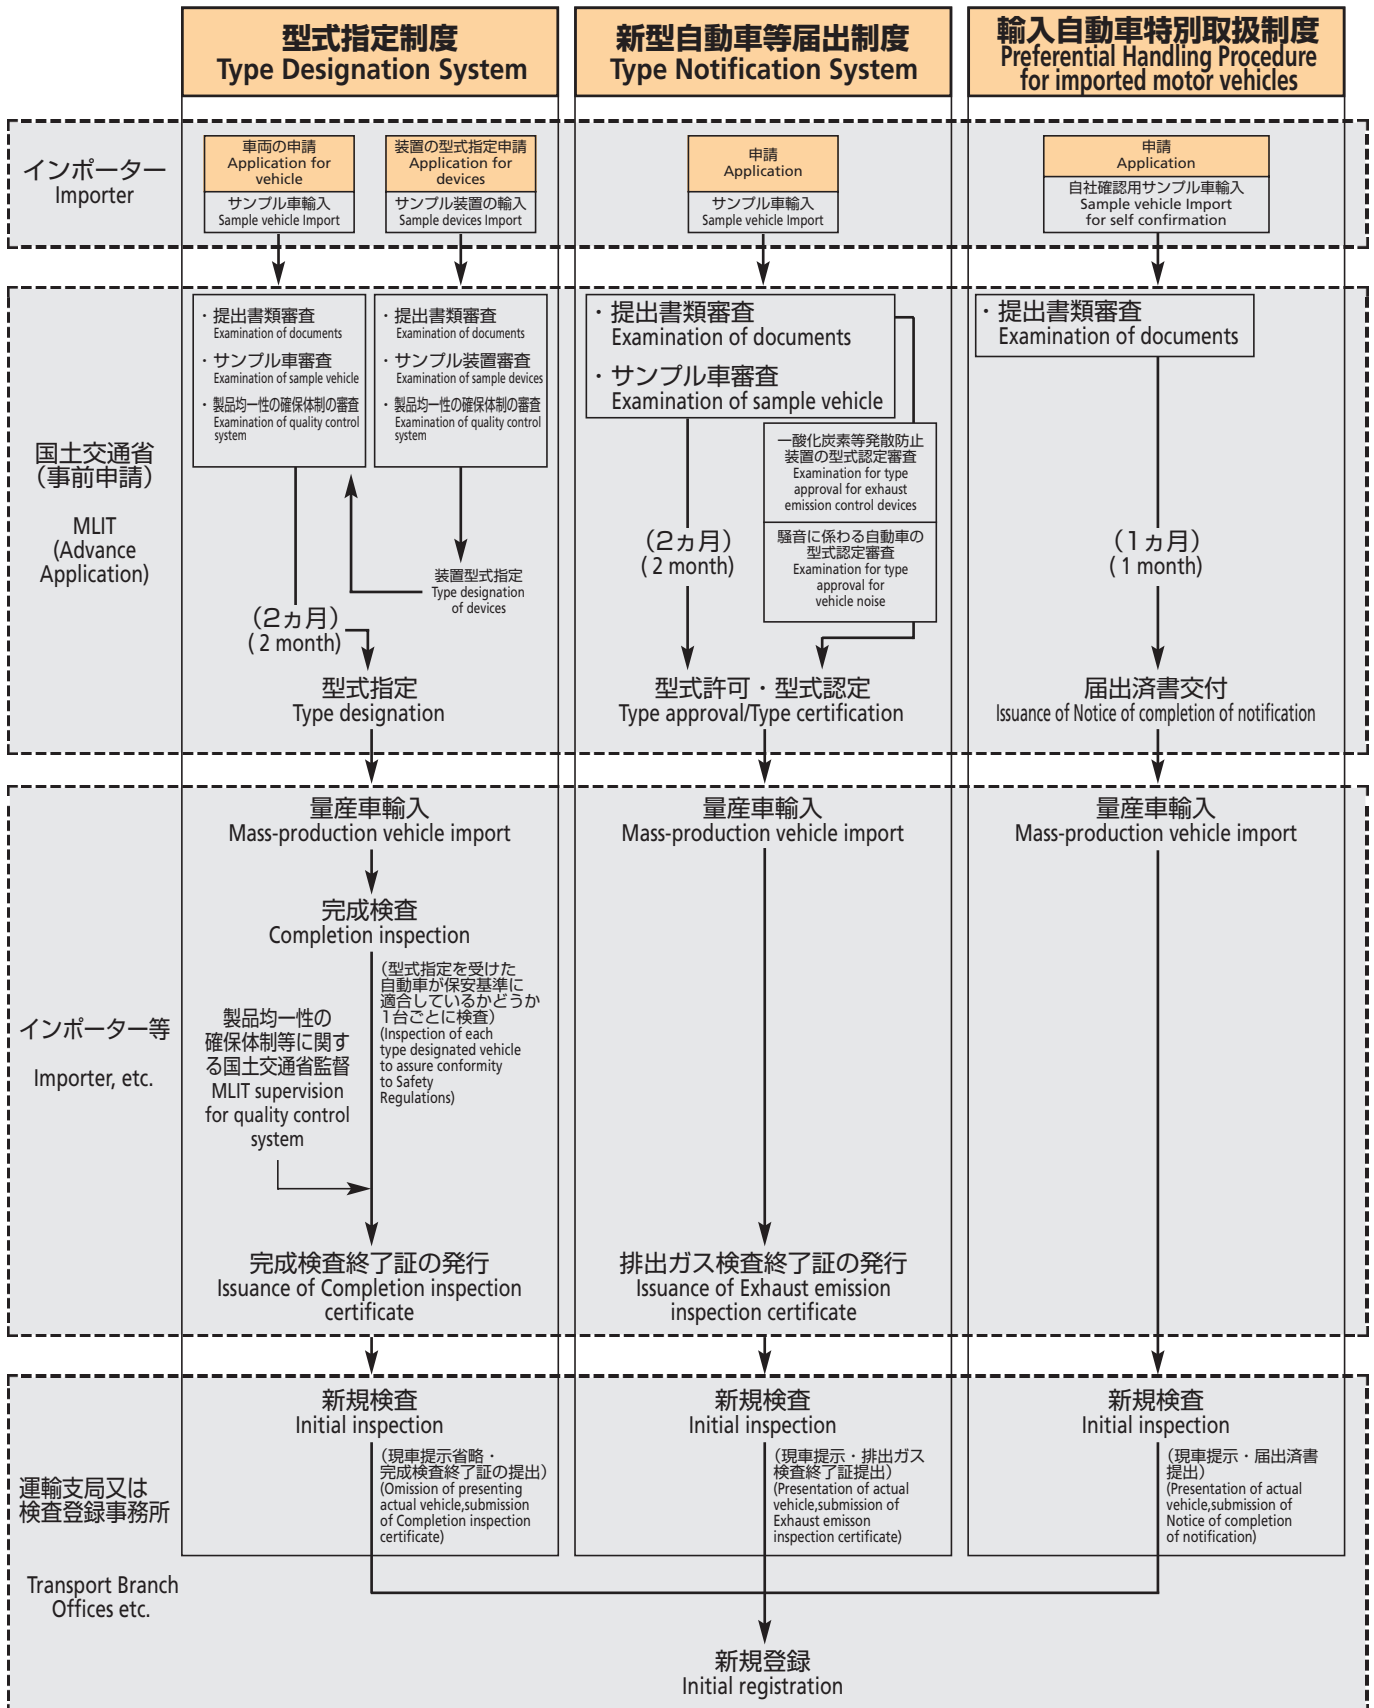 型式指定制度
Type Designation System
新型自動車等届出制度
Type Notification System
輸入自動車特別取扱制度
Preferential Handling Procedure
for imported motor vehicles
インポーター
Importer
車両の申請
Application for
vehicle
サンプル車輸入
Sample vehicle Import
装置の型式指定申請
Application for
devices
サンプル装置の輸入
Sample devices Import
申請
Application
サンプル車輸入
Sample vehicle Import
申請
Application
自社確認用サンプル車輸入
Sample vehicle Import
for self confirmation
国土交通省
（事前申請）
MLIT
(Advance
Application)
・提出書類審査
Examination of documents
・サンプル車審査
Examination of sample vehicle
・製品均一性の確保体制の審査
Examination of quality control
system
・提出書類審査
Examination of documents
・サンプル装置審査
Examination of sample devices
・製品均一性の確保体制の審査
Examination of quality control
system
装置型式指定
Type designation
of devices
（2ヵ月）
( 2 month)
型式指定
Type designation
・提出書類審査
Examination of documents
・サンプル車審査
Examination of sample vehicle
一酸化炭素等発散防止
装置の型式認定審査
Examination for type
approval for exhaust
emission control devices
騒音に係わる自動車の
型式認定審査
Examination for type
approval for
vehicle noise
（2ヵ月）
( 2 month)
型式許可・型式認定
Type approval/Type certification
・提出書類審査
Examination of documents
（1ヵ月）
( 1 month)
届出済書交付
Issuance of Notice of completion of notification
インポーター等
Importer, etc.
量産車輸入
Mass-production vehicle import
完成検査
Completion inspection
（型式指定を受けた
自動車が保安基準に
適合しているかどうか
1台ごとに検査）
(Inspection of each
type designated vehicle
to assure conformity
to Safety
Regulations)
製品均一性の
確保体制等に関す
る国土交通省監督
MLIT supervision
for quality control
system
完成検査終了証の発行
Issuance of Completion inspection
certificate
量産車輸入
Mass-production vehicle import
排出ガス検査終了証の発行
Issuance of Exhaust emission
inspection certificate
量産車輸入
Mass-production vehicle import
運輸支局又は
検査登録事務所
Transport Branch
Offices etc.
新規検査
Initial inspection
（現車提示省略・
完成検査終了証の提出）
(Omission of presenting
actual vehicle,submission
of Completion inspection
certificate)
新規検査
Initial inspection
（現車提示・排出ガス
検査終了証提出）
(Presentation of actual
vehicle,submission of
Exhaust emisson
inspection certificate)
新規検査
Initial inspection
（現車提示・届出済書
提出）
(Presentation of actual
vehicle,submission of
Notice of completion
of notification)
新規登録
Initial registration